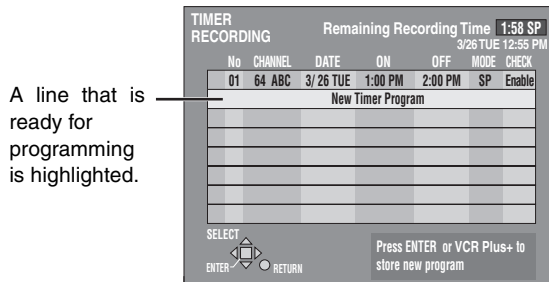 TIMER
RECORDING
Remaining Recording Time 1:58 SP
3/26 TUE 12:55 PM
No CHANNEL DATE ON OFF MODE CHECK
01 64 ABC 3/ 26 TUE 1:00 PM 2:00 PM SP Enable
New Timer Program
A line that is
ready for
programming
is highlighted.
SELECT
ENTER
RETURN
Press ENTER or VCR Plus+ to
store new program